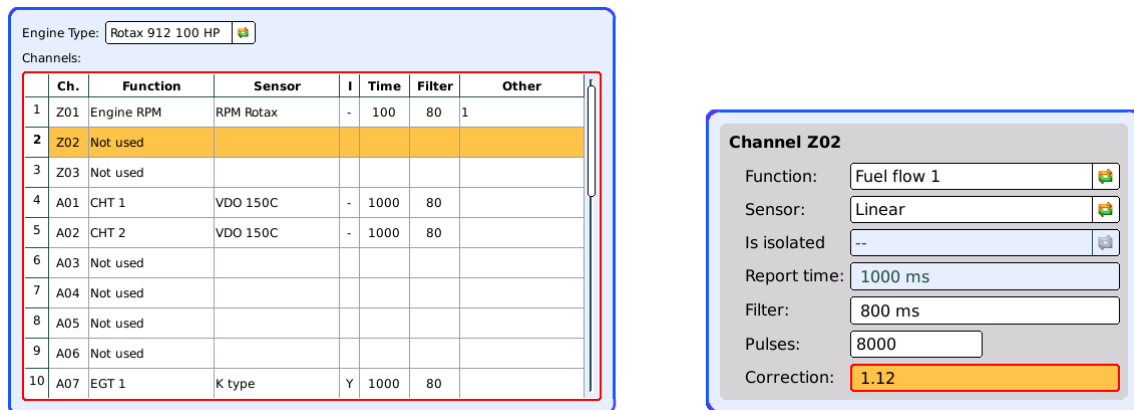 Engine Type: Rotax 912 100 HP
Channels:
Ch. Function Sensor I Time Filter Other
1 Z01 Engine RPM RPM Rotax - 100 80 1
2 Z02 Not used
3 Z03 Not used
4 A01 CHT 1 VDO 150C - 1000 80
5 A02 CHT 2 VDO 150C - 1000 80
6 A03 Not used
7 A04 Not used
8 A05 Not used
9 A06 Not used
10 A07 EGT 1 K type Y 1000 80
Channel Z02
Function: Fuel flow 1
Sensor: Linear
Is isolated --
Report time: 1000 ms
Filter: 800 ms
Pulses: 8000
Correction: 1.12